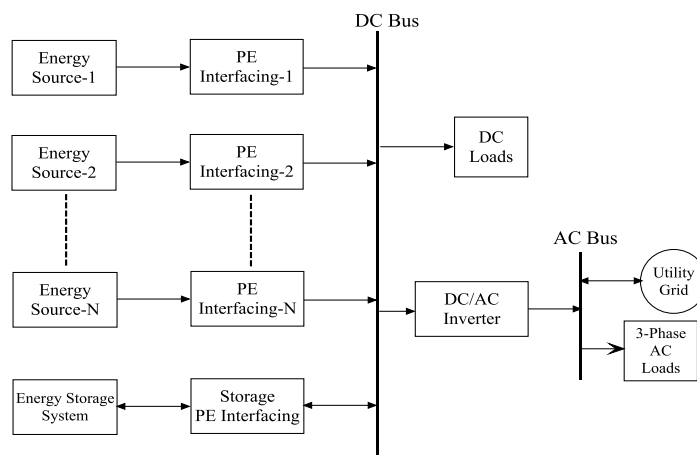 DC Bus
Energy
Source-1
PE
Interfacing-1
Energy
Source-2
PE
Interfacing-2
DC
Loads
Energy
Source-N
PE
Interfacing-N
DC/AC
Inverter
AC Bus
Utility
Grid
3-Phase
AC
Loads
Energy Storage
System
Storage
PE Interfacing